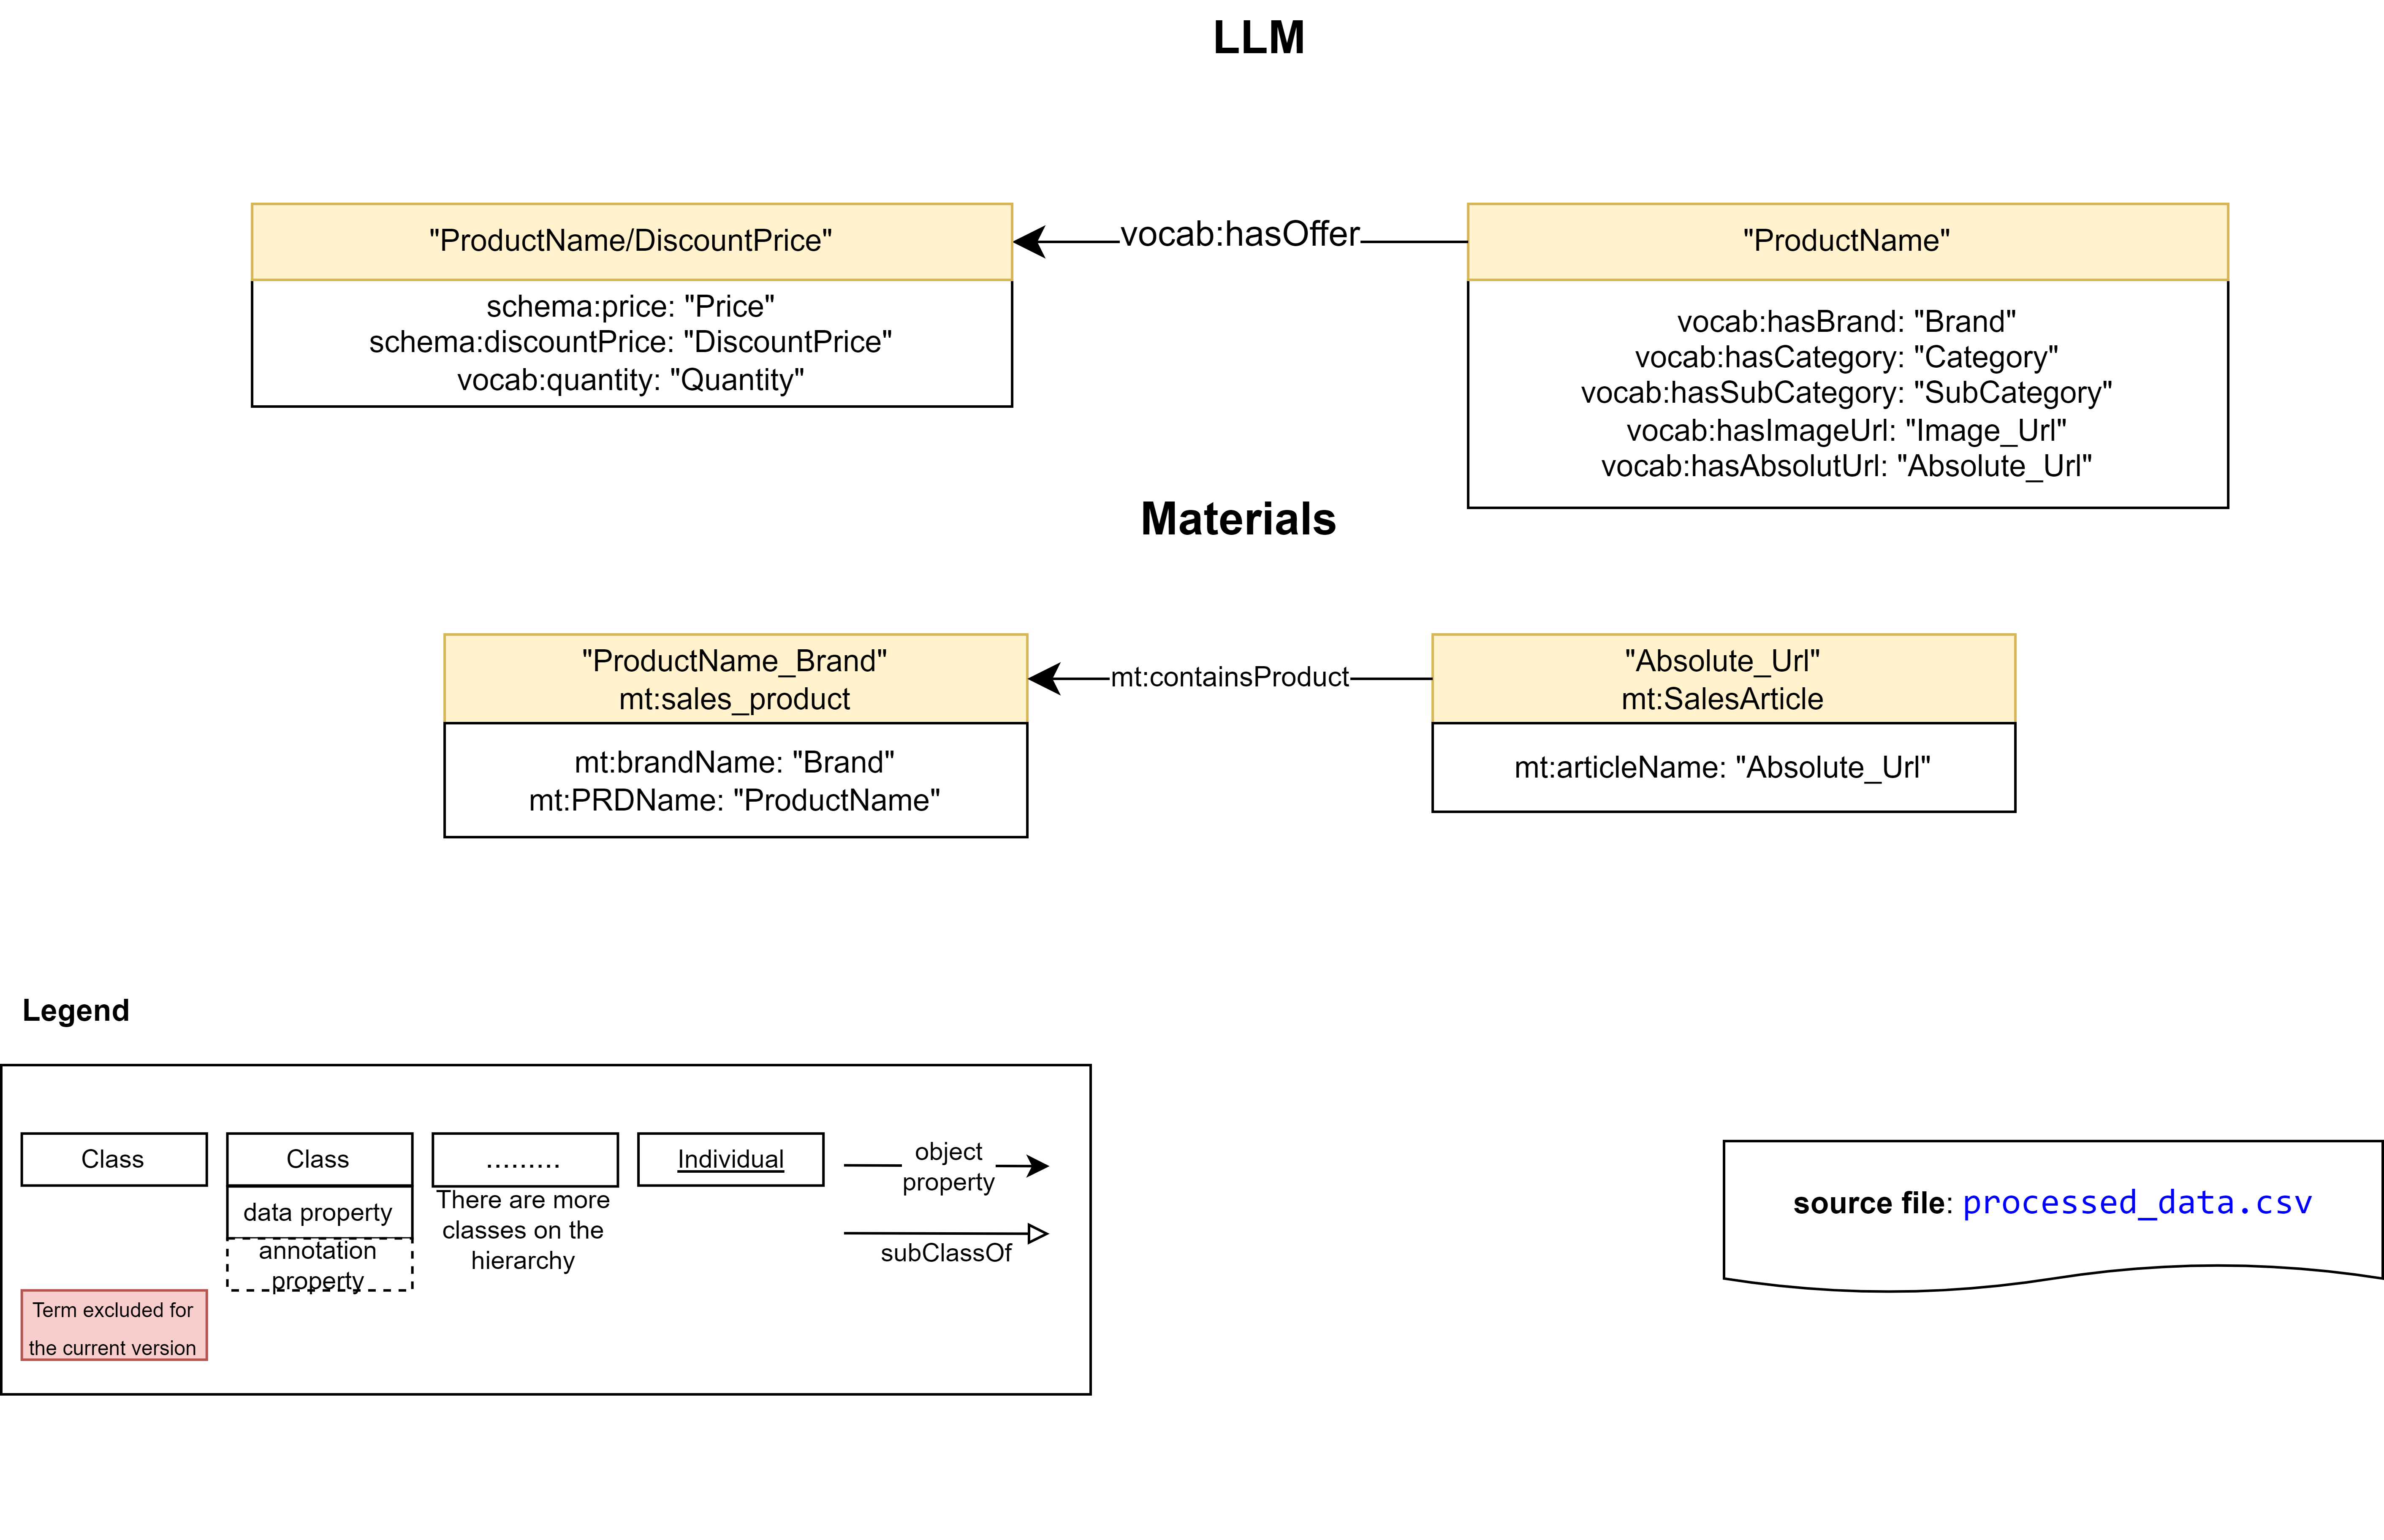 LLM
"ProductName/DiscountPrice"
schema:price: "Price"
schema:discountPrice: "DiscountPrice"
vocab:quantity: "Quantity"
vocab:hasOffer
"ProductName"
vocab:hasBrand: "Brand"
vocab:hasCategory: "Category"
vocab:hasSubCategory: "SubCategory"
vocab:hasImageUrl: "Image_Url"
vocab:hasAbsolutUrl: "Absolute_Url"
Materials
"ProductName_Brand"
mt:sales_product
mt:brandName: "Brand"
mt:PRDName: "ProductName"
mt:containsProduct
"Absolute_Url"
mt:SalesArticle
mt:articleName: "Absolute_Url"
Legend
Class
Class
data property
annotation
property
.........
There are more
classes on the
hierarchy
Individual
object
property
subClassOf
Term excluded for
the current version
source file: processed_data.csv